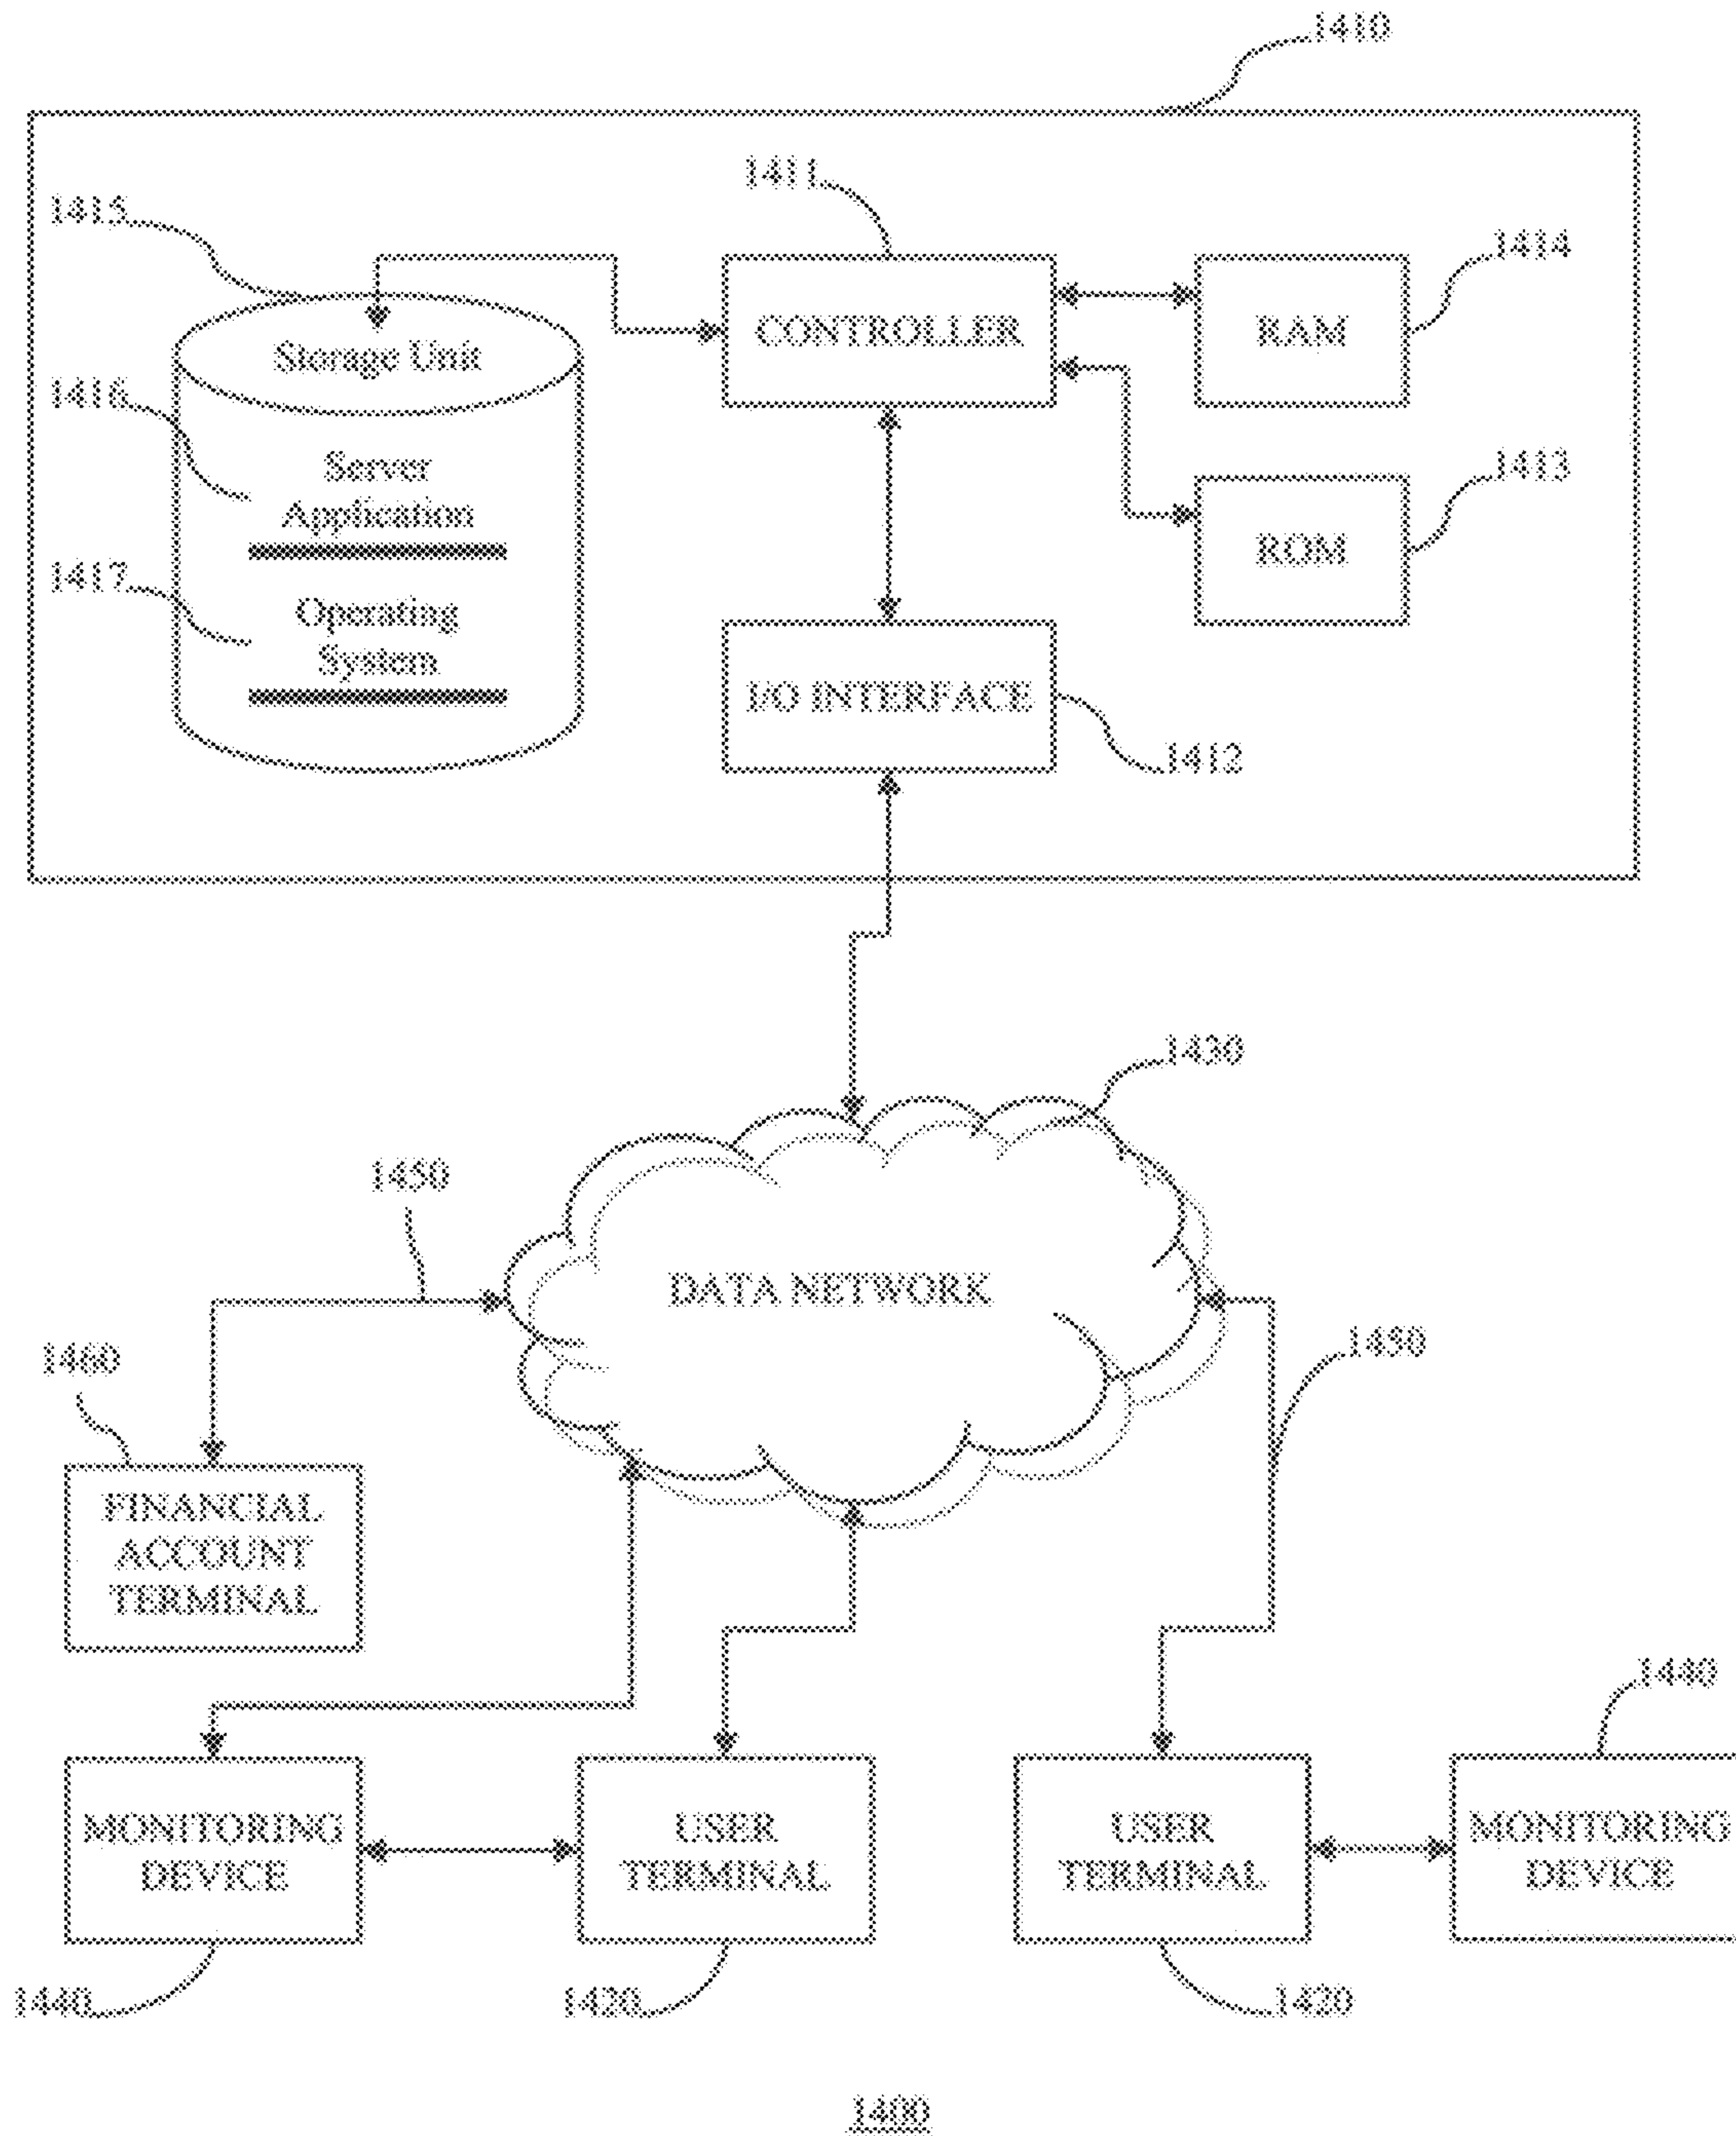 1410
1411
1415
1414
CONTROLLER
RAM
Storage Unit
1416
Server
Application
1413
ROM
1417
Operating
System
I/O INTERFACE
1412
1430
1450
DATA NETWORK
1450
1460
FINANCIAL
ACCOUNT
TERMINAL
1440
MONITORING
DEVICE
USER
TERMINAL
USER
TERMINAL
MONITORING
DEVICE
1440
1420
1420
1400